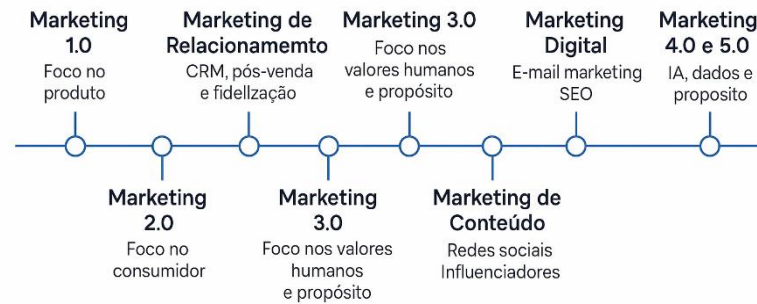 Marketing
1.0
Foco no
produto
Marketing
2.0
Foco no
consumidor
Marketing de
Relacionamemto
CRM, pós-venda
e fidellzação
Marketing
3.0
Foco nos valores
humanos
e propósito
Marketing 3.0
Foco nos
valores humanos
e propósito
Marketing de
Conteúdo
Redes sociais
Influenciadores
Marketing
Digital
E-mail marketing
SEO
Marketing
4.0 e 5.0
IA, dados e
proposito